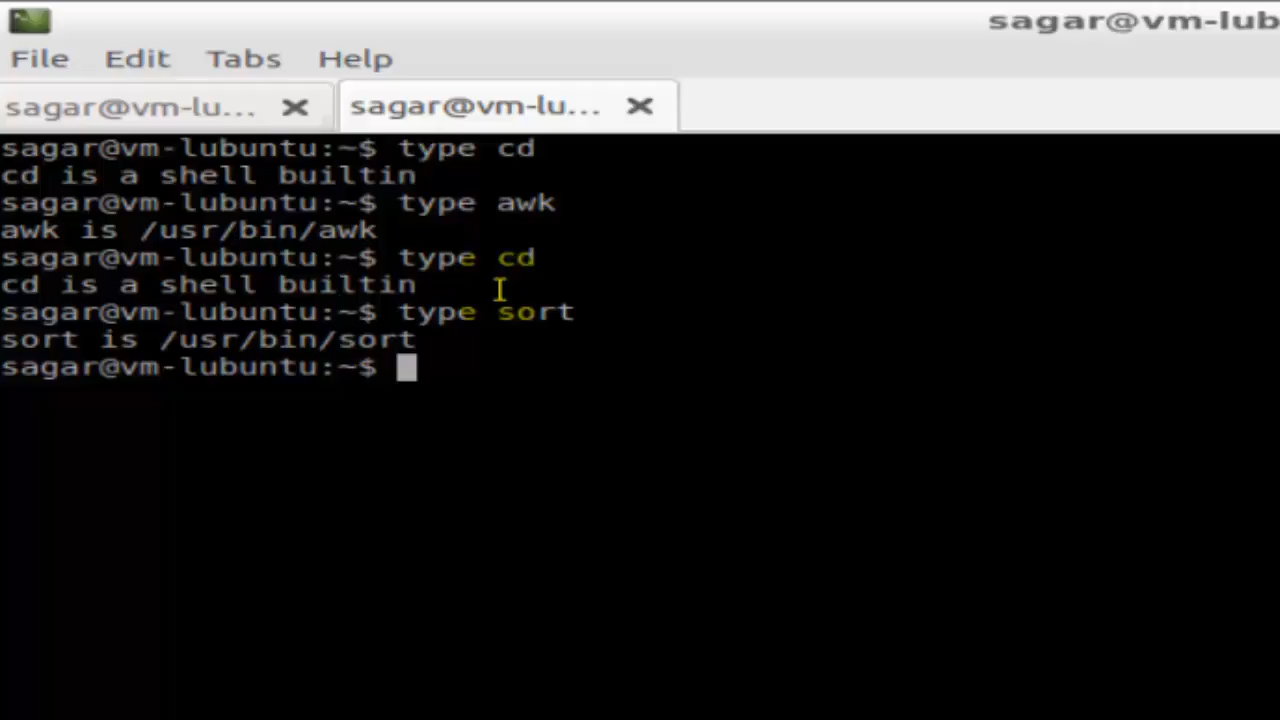 sagar@vm-lub
File Edit Tabs Help
sagar@vm-lu... sagar@vm-lu...
sagar@vm-lubuntu:~$ type cd
cd is a shell builtin
sagar@vm-lubuntu:~$ type awk
awk is /usr/bin/awk
sagar@vm-lubuntu:~$ type cd
cd is a shell builtin
sagar@vm-lubuntu:~$ type sort
sort is /usr/bin/sort
sagar@vm-lubuntu:~$